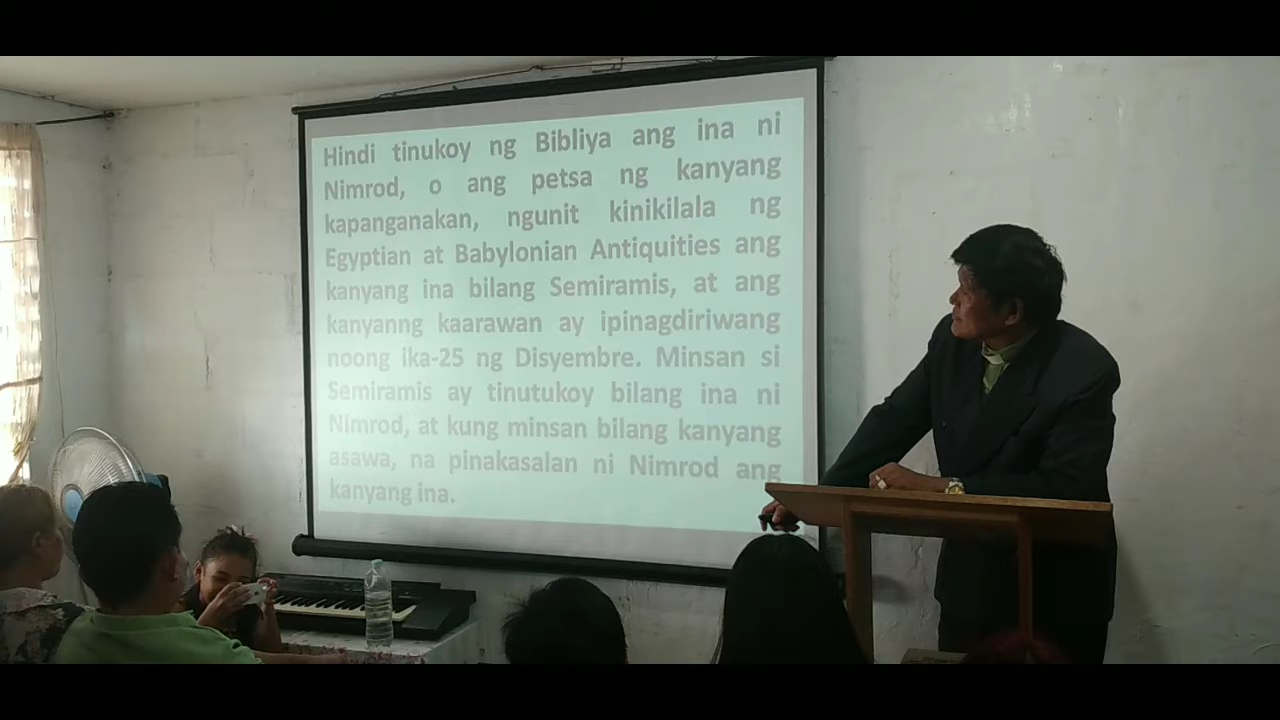 Hindi tinukoy ng Bibliya ang ina ni
Nimrod, o ang petsa ng kanyang
kapanganakan, ngunit kinikilala ng
Egyptian at Babylonian Antiquities ang
kanyang ina bilang Semiramis, at ang
kanyanng kaarawan ay ipinagdiriwang
noong ika-25 ng Disyembre. Minsan si
Semiramis ay tinutukoy bilang ina ni
Nimrod, at kung minsan bilang kanyang
asawa, na pinakasalan ni Nimrod ang
kanyang ina.